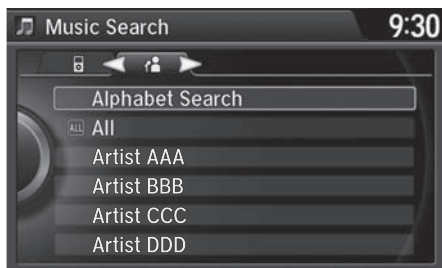 Music Search
9:30
Alphabet Search
ALL All
Artist AAA
Artist BBB
Artist CCC
Artist DDD